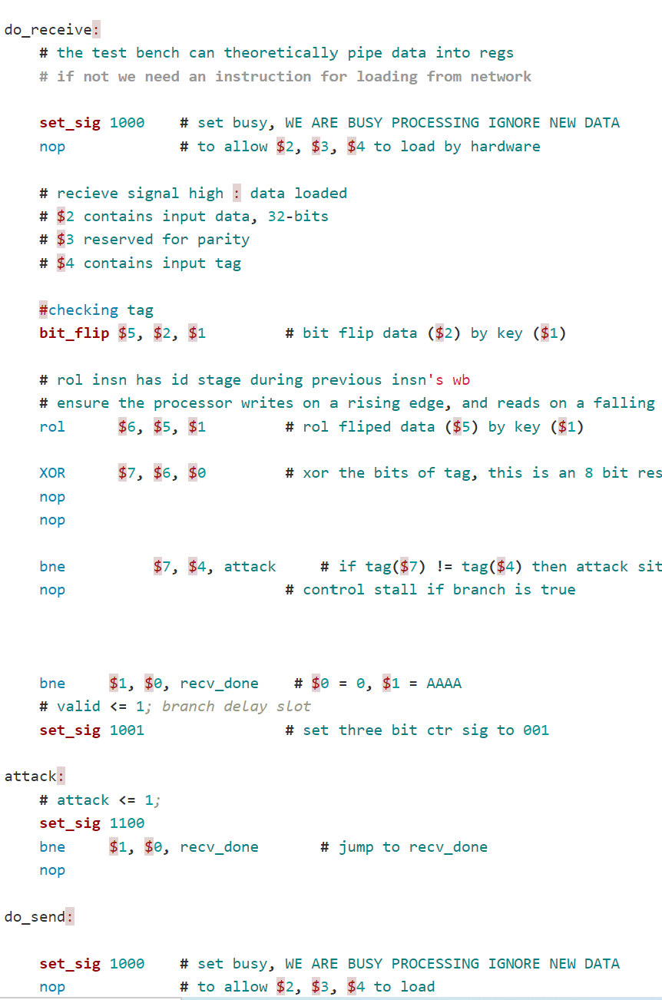 do_receive:
# the test bench can theoretically pipe data into regs
# if not we need an instruction for loading from network
set_sig 1000 # set busy, WE ARE BUSY PROCESSING IGNORE NEW DATA
nop # to allow $2, $3, $4 to load by hardware
# recieve signal high : data loaded
# $2 contains input data, 32-bits
# $3 reserved for parity
# $4 contains input tag
#checking tag
bit_flip $5, $2, $1 # bit flip data ($2) by key ($1)
# rol insn has id stage during previous insn's wb
# ensure the processor writes on a rising edge, and reads on a falling
rol $6, $5, $1 # rol fliped data ($5) by key ($1)
XOR $7, $6, $0 # xor the bits of tag, this is an 8 bit res
nop
nop
bne $7, $4, attack # if tag($7) != tag($4) then attack sit
nop # control stall if branch is true
bne $1, $0, recv_done # $0 = 0, $1 = AAAA
# valid <= 1; branch delay slot
set_sig 1001 # set three bit ctr sig to 001
attack:
# attack <= 1;
set_sig 1100
bne $1, $0, recv_done # jump to recv_done
nop
do_send:
set_sig 1000 # set busy, WE ARE BUSY PROCESSING IGNORE NEW DATA
nop # to allow $2, $3, $4 to load